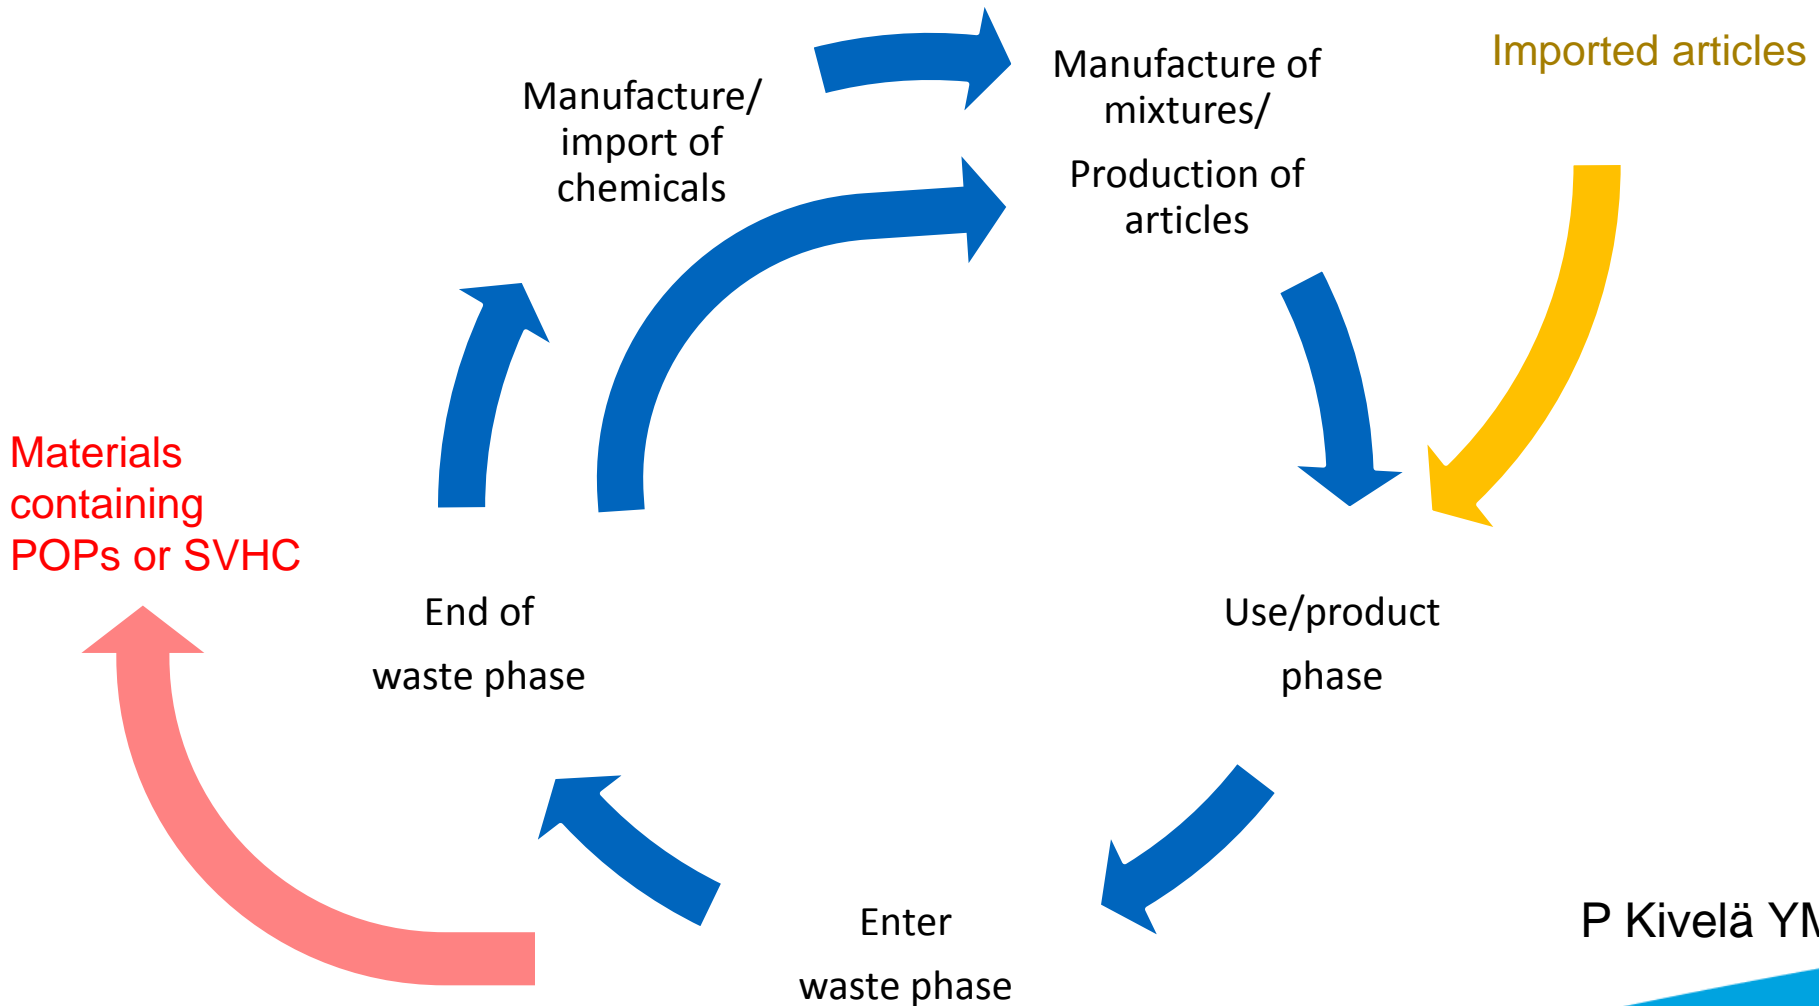 Manufacture/
import of
chemicals
Manufacture of
mixtures/
Production of
articles
Imported articles
Materials
containing
POPs or SVHC
End of
waste phase
Use/product
phase
Enter
waste phase
P Kivelä